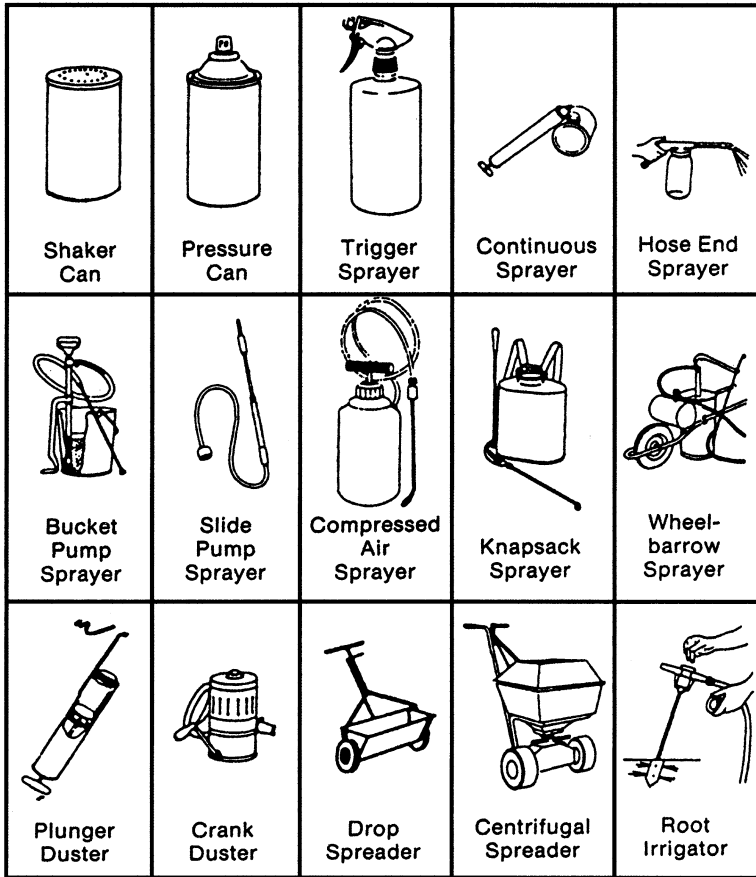 Shaker
Can
Pressure
Can
Trigger
Sprayer
Continuous
Sprayer
Hose End
Sprayer
Bucket
Pump
Sprayer
Slide
Pump
Sprayer
Compressed
Air
Sprayer
Knapsack
Sprayer
Wheel-
barrow
Sprayer
Plunger
Duster
Crank
Duster
Drop
Spreader
Centrifugal
Spreader
Root
Irrigator